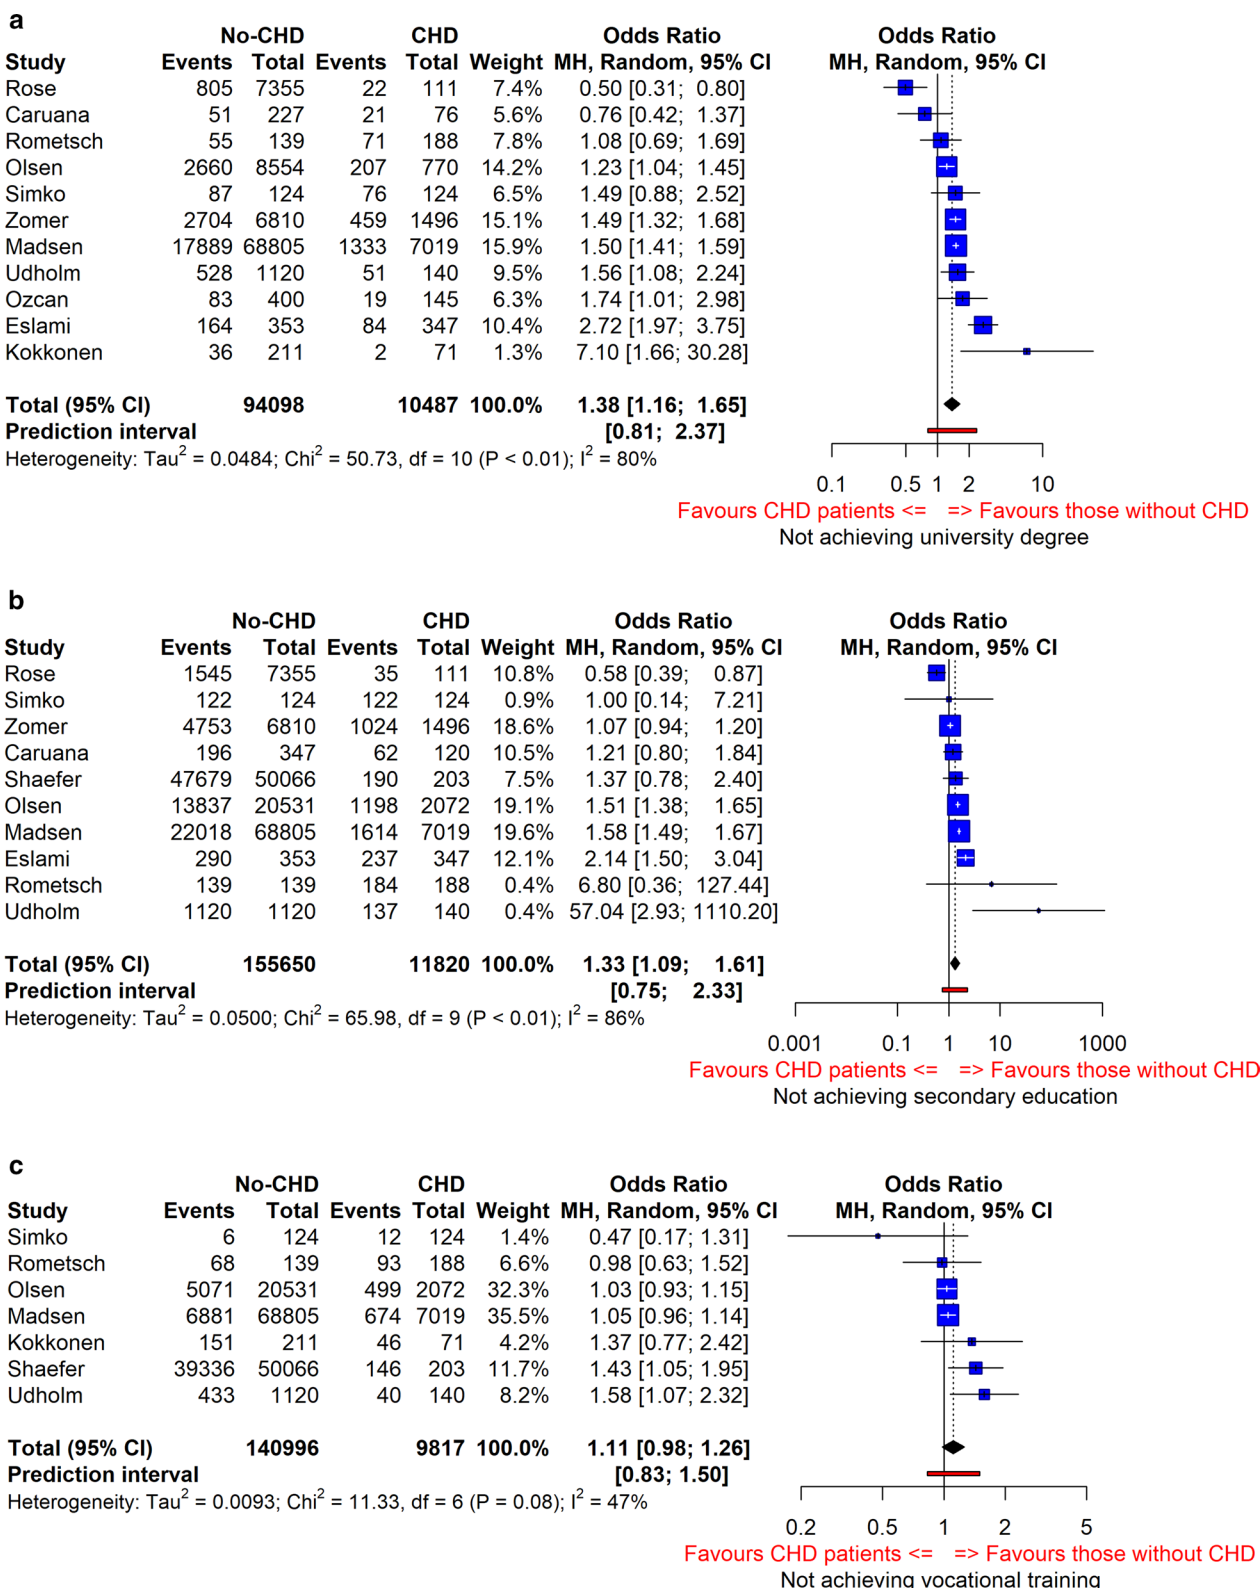 a
No-CHD CHD Odds Ratio Odds Ratio
Study Events Total Events Total Weight MH, Random, 95% CI MH, Random, 95% CI
Rose 805 7355 22 111 7.4% 0.50 [0.31; 0.80]
Caruana 51 227 21 76 5.6% 0.76 [0.42; 1.37]
Rometsch 55 139 71 188 7.8% 1.08 [0.69; 1.69]
Olsen 2660 8554 207 770 14.2% 1.23 [1.04; 1.45]
Simko 87 124 76 124 6.5% 1.49 [0.88; 2.52]
Zomer 2704 6810 459 1496 15.1% 1.49 [1.32; 1.68]
Madsen 17889 68805 1333 7019 15.9% 1.50 [1.41; 1.59]
Udholm 528 1120 51 140 9.5% 1.56 [1.08; 2.24]
Ozcan 83 400 19 145 6.3% 1.74 [1.01; 2.98]
Eslami 164 353 84 347 10.4% 2.72 [1.97; 3.75]
Kokkonen 36 211 2 71 1.3% 7.10 [1.66; 30.28]
Total (95% CI) 94098 10487 100.0% 1.38 [1.16; 1.65]
Prediction interval [0.81; 2.37]
Heterogeneity: Tau² = 0.0484; Chi² = 50.73, df = 10 (P < 0.01); I² = 80%
0.1 0.5 1 2 10
Favours CHD patients <= => Favours those without CHD
Not achieving university degree
b
No-CHD CHD Odds Ratio Odds Ratio
Study Events Total Events Total Weight MH, Random, 95% CI MH, Random, 95% CI
Rose 1545 7355 35 111 10.8% 0.58 [0.39; 0.87]
Simko 122 124 122 124 0.9% 1.00 [0.14; 7.21]
Zomer 4753 6810 1024 1496 18.6% 1.07 [0.94; 1.20]
Caruana 196 347 62 120 10.5% 1.21 [0.80; 1.84]
Shaefer 47679 50066 190 203 7.5% 1.37 [0.78; 2.40]
Olsen 13837 20531 1198 2072 19.1% 1.51 [1.38; 1.65]
Madsen 22018 68805 1614 7019 19.6% 1.58 [1.49; 1.67]
Eslami 290 353 237 347 12.1% 2.14 [1.50; 3.04]
Rometsch 139 139 184 188 0.4% 6.80 [0.36; 127.44]
Udholm 1120 1120 137 140 0.4% 57.04 [2.93; 1110.20]
Total (95% CI) 155650 11820 100.0% 1.33 [1.09; 1.61]
Prediction interval [0.75; 2.33]
Heterogeneity: Tau² = 0.0500; Chi² = 65.98, df = 9 (P < 0.01); I² = 86%
0.001 0.1 1 10 1000
Favours CHD patients <= => Favours those without CHD
Not achieving secondary education
c
No-CHD CHD Odds Ratio Odds Ratio
Study Events Total Events Total Weight MH, Random, 95% CI MH, Random, 95% CI
Simko 6 124 12 124 1.4% 0.47 [0.17; 1.31]
Rometsch 68 139 93 188 6.6% 0.98 [0.63; 1.52]
Olsen 5071 20531 499 2072 32.3% 1.03 [0.93; 1.15]
Madsen 6881 68805 674 7019 35.5% 1.05 [0.96; 1.14]
Kokkonen 151 211 46 71 4.2% 1.37 [0.77; 2.42]
Shaefer 39336 50066 146 203 11.7% 1.43 [1.05; 1.95]
Udholm 433 1120 40 140 8.2% 1.58 [1.07; 2.32]
Total (95% CI) 140996 9817 100.0% 1.11 [0.98; 1.26]
Prediction interval [0.83; 1.50]
Heterogeneity: Tau² = 0.0093; Chi² = 11.33, df = 6 (P = 0.08); I² = 47%
0.2 0.5 1 2 5
Favours CHD patients <= => Favours those without CHD
Not achieving vocational training